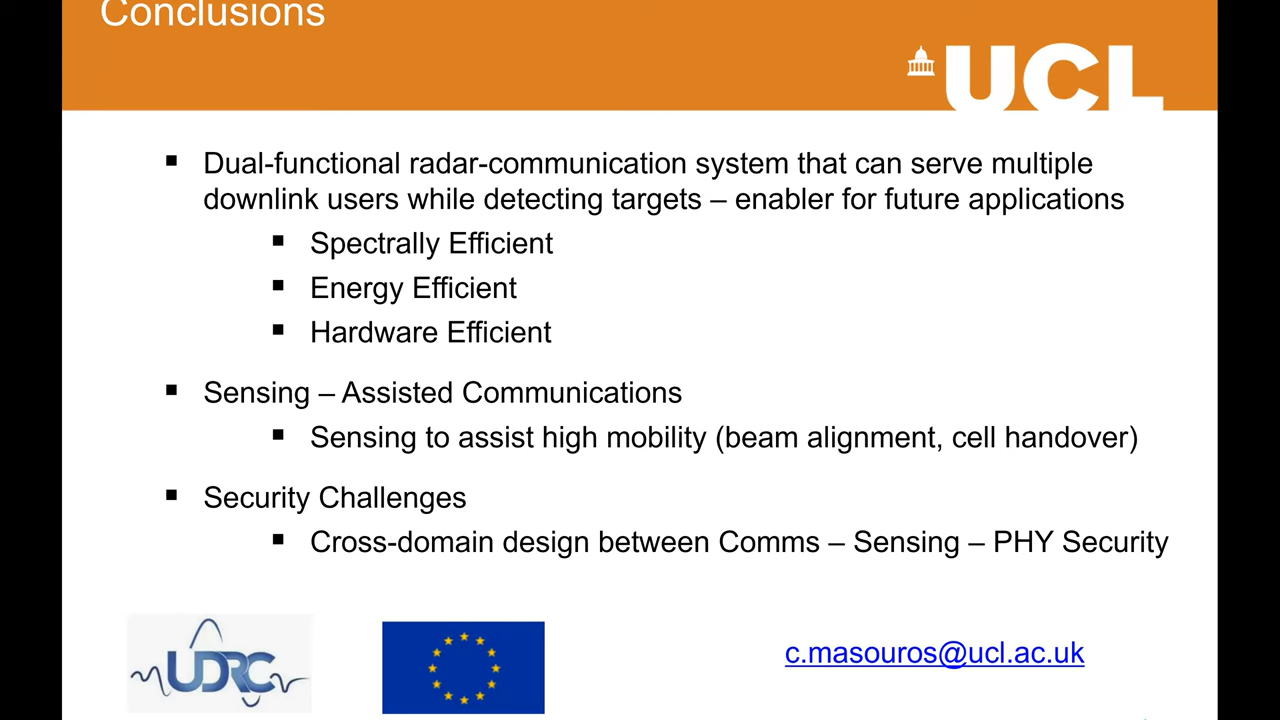 Conclusions
UCL
▪ Dual-functional radar-communication system that can serve multiple
downlink users while detecting targets – enabler for future applications
▪ Spectrally Efficient
▪ Energy Efficient
▪ Hardware Efficient
▪ Sensing – Assisted Communications
▪ Sensing to assist high mobility (beam alignment, cell handover)
▪ Security Challenges
▪ Cross-domain design between Comms – Sensing – PHY Security
UDRC
c.masouros@ucl.ac.uk